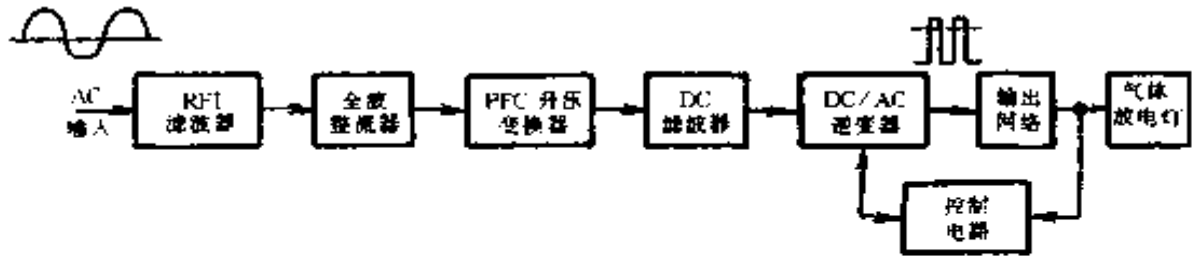 AC
输入
RFI
滤波器
全波
整流器
PFC 升压
变换器
DC
滤波器
DC/AC
逆变器
输出
网络
气体
放电灯
控制
电路